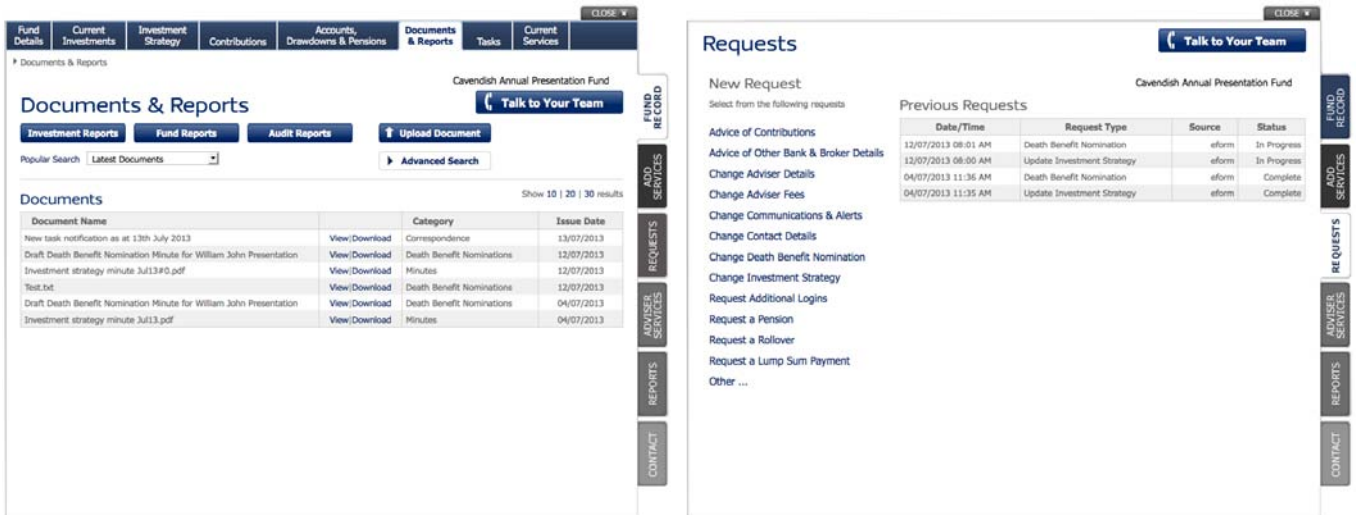 CLOSE
Fund Details
Current Investments
Investment Strategy
Contributions
Accounts, Drawdowns & Pensions
Documents & Reports
Tasks
Current Services
Documents & Reports
Cavendish Annual Presentation Fund
Documents & Reports
Talk to Your Team
Investment Reports
Fund Reports
Audit Reports
Upload Document
Popular Search
Latest Documents
Advanced Search
Documents
Show 10 | 20 | 30 results
Document Name Category Issue Date
New task notification as at 13th July 2013 View|Download Correspondence 13/07/2013
Draft Death Benefit Nomination Minute for William John Presentation View|Download Death Benefit Nominations 12/07/2013
Investment strategy minute Jul13#0.pdf View|Download Minutes 12/07/2013
Test.txt View|Download Death Benefit Nominations 12/07/2013
Draft Death Benefit Nomination Minute for William John Presentation View|Download Death Benefit Nominations 04/07/2013
Investment strategy minute Jul13.pdf View|Download Minutes 04/07/2013
FUND RECORD
ADD SERVICES
REQUESTS
ADVISER SERVICES
REPORTS
CONTACT
CLOSE
Requests
Talk to Your Team
New Request
Cavendish Annual Presentation Fund
Select from the following requests
Advice of Contributions
Advice of Other Bank & Broker Details
Change Adviser Details
Change Adviser Fees
Change Communications & Alerts
Change Contact Details
Change Death Benefit Nomination
Change Investment Strategy
Request Additional Logins
Request a Pension
Request a Rollover
Request a Lump Sum Payment
Other ...
Previous Requests
Date/Time Request Type Source Status
12/07/2013 08:01 AM Death Benefit Nomination eform In Progress
12/07/2013 08:00 AM Update Investment Strategy eform In Progress
04/07/2013 11:36 AM Death Benefit Nomination eform Complete
04/07/2013 11:35 AM Update Investment Strategy eform Complete
FUND RECORD
ADD SERVICES
REQUESTS
ADVISER SERVICES
REPORTS
CONTACT